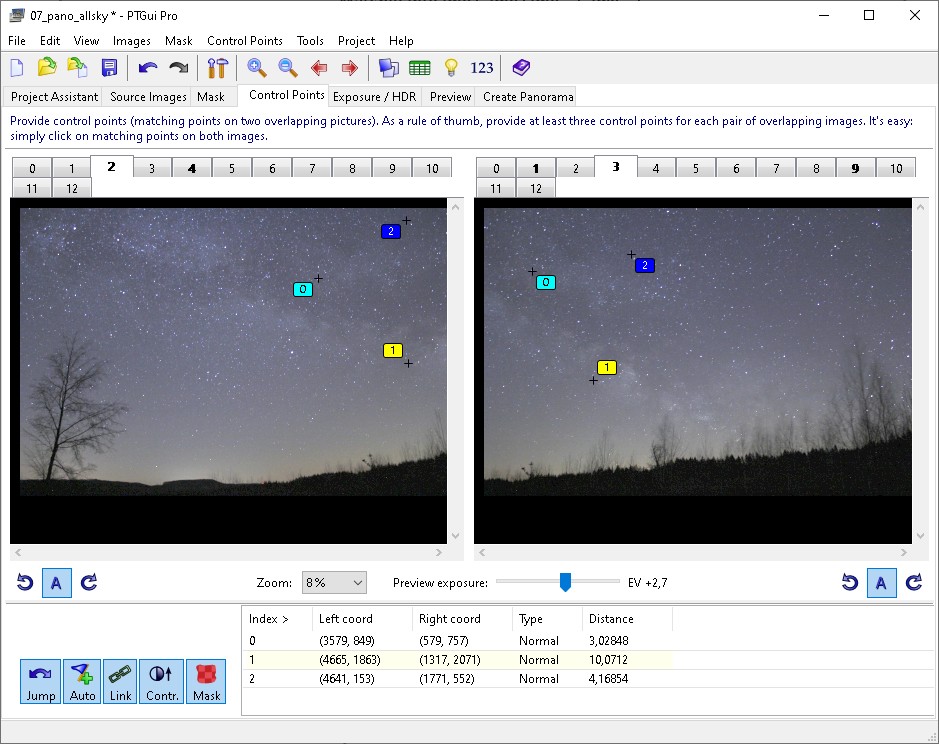 07_pano_allsky * - PTGui Pro
File Edit View Images Mask Control Points Tools Project Help
123
Project Assistant Source Images Mask Control Points Exposure / HDR Preview Create Panorama
Provide control points (matching points on two overlapping pictures). As a rule of thumb, provide at least three control points for each pair of overlapping images. It's easy:
simply click on matching points on both images.
0 1 2 3 4 5 6 7 8 9 10
11 12
0 1 2 3 4 5 6 7 8 9 10
11 12
2
0
1
2
0
1
A
Zoom: 8% Preview exposure: EV +2,7
A
Index > Left coord Right coord Type Distance
0 (3579, 849) (579, 757) Normal 3,02848
1 (4665, 1863) (1317, 2071) Normal 10,0712
2 (4641, 153) (1771, 552) Normal 4,16854
Jump Auto Link Contr. Mask